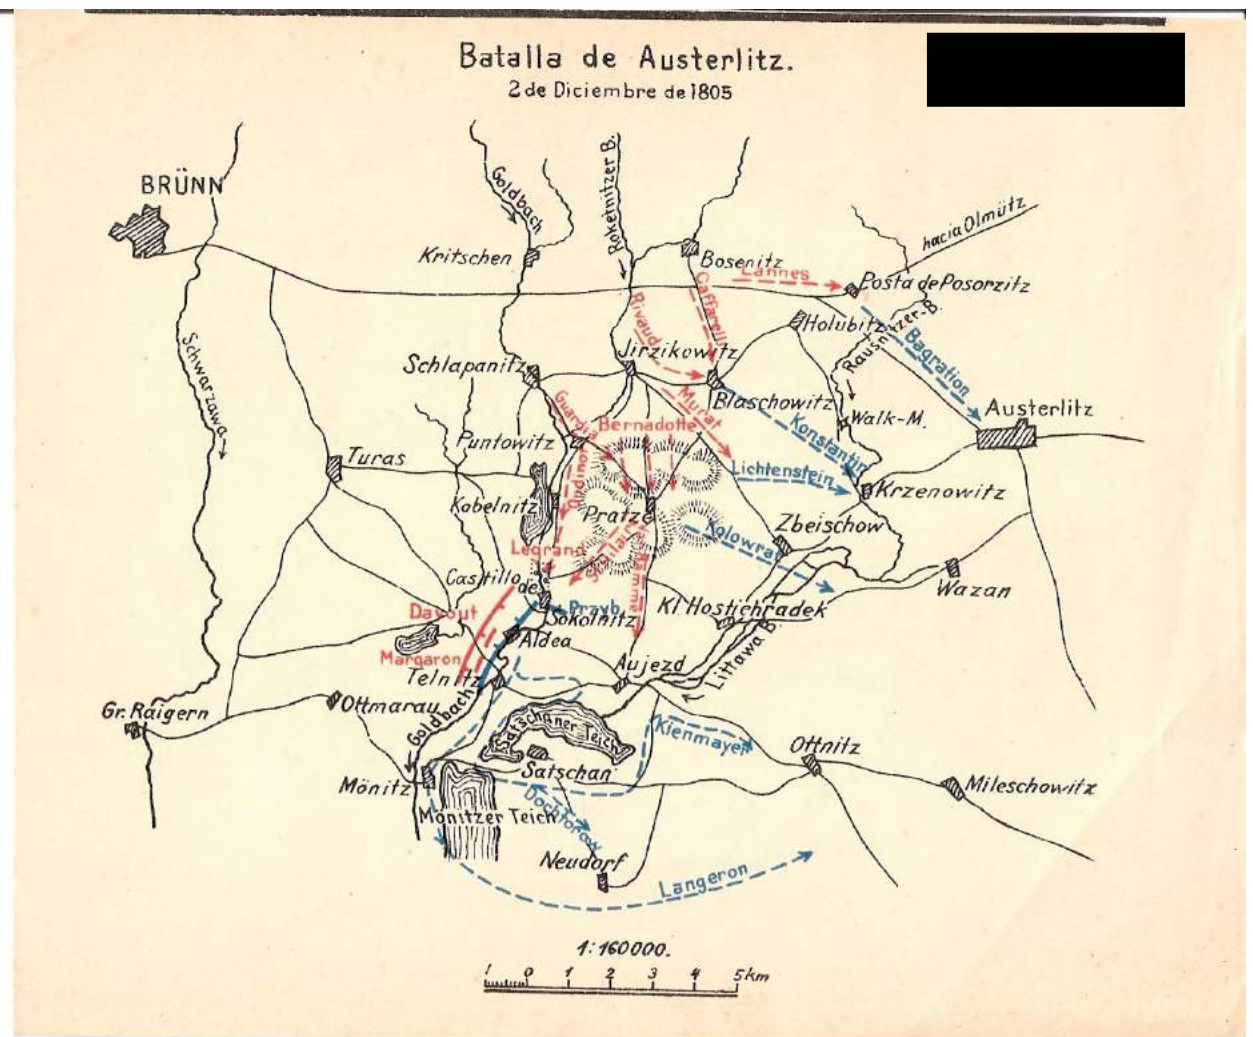 Batalla de Austerlitz.
2 de Diciembre de 1805
BRÜNN
Goldbach
Roketnitzer B.
hacia Olmütz
Kritschen
Bosenitz
Lannes
Posta de Posorzitz
Caffarelli
Rivaud
Holubitz
Rausnitzer-B.
Bagration
Schwarzawa
Jirzikowitz
Schlapanitz
Blaschowitz
Murat
Guardia
Bernadotte
Konstantin
Walk-M.
Austerlitz
Puntowitz
Oudinot
Turas
Lichtenstein
Krzenowitz
Kobelnitz
Pratze
Kolowrat
Zbeischow
Legrand
Castillo de
Sokolnitz
Przyb.
Wazan
Davout
Kl Hostiehradek
Aldea
Margaron
Telnitz
Aujezd
Littawa B.
Gr. Raigern
Ottmarau
Goldbach
Satschaner Teich
Kienmayer
Ottnitz
Satschan
Mönitz
Mileschowitz
Mönitzer Teich
Dochtorow
Neudorf
Langeron
1:160000.
1 0 1 2 3 4 5km